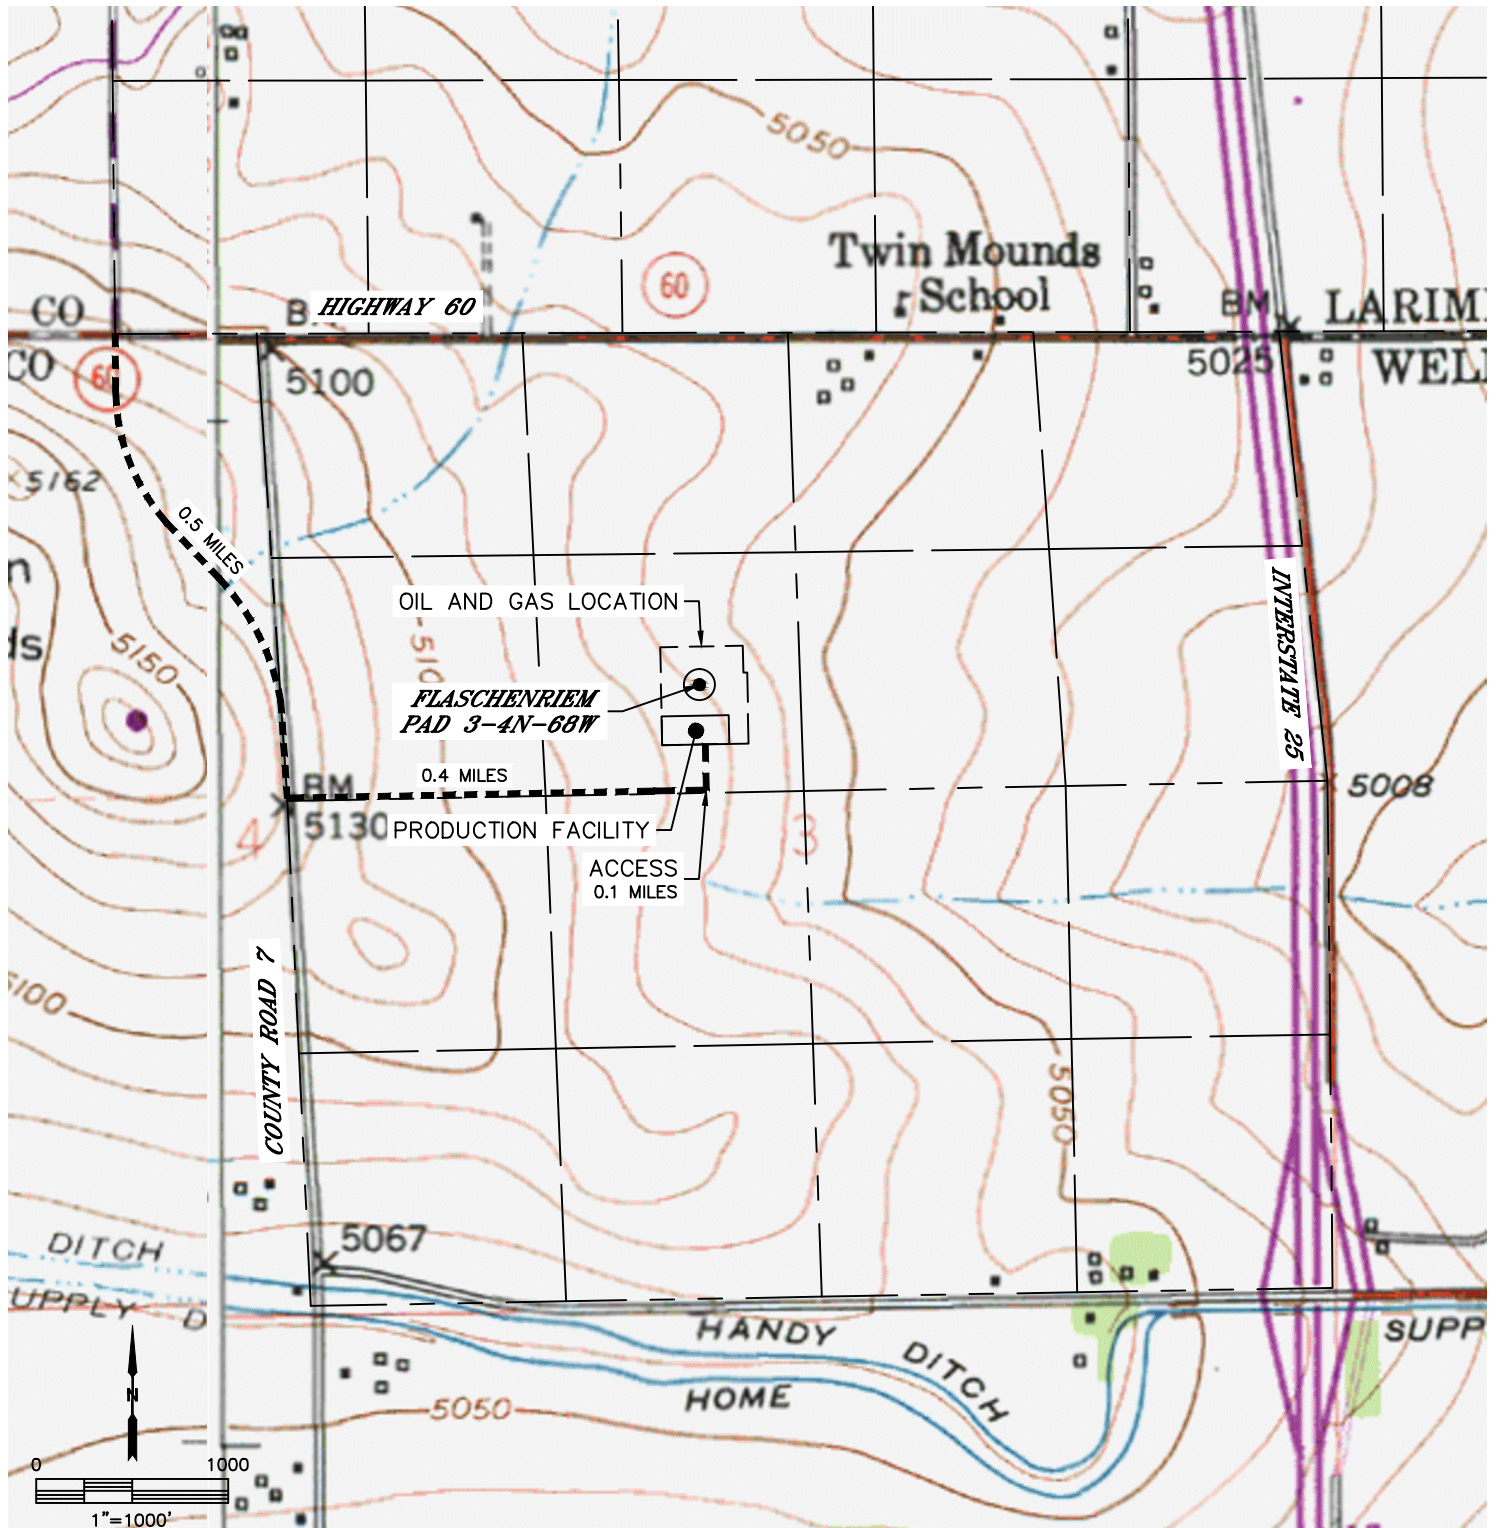 5050
Twin Mounds
School
60
CO
HIGHWAY 60
BM
LARIM
CO
60
5100
5025
WEL
5162
0.5 MILES
OIL AND GAS LOCATION
5150
510
FLASCHENRIEM
PAD 3-4N-68W
INTERSTATE 25
0.4 MILES
BM
5130
5008
4
PRODUCTION FACILITY
3
ACCESS
0.1 MILES
COUNTY ROAD 7
5100
5050
5067
DITCH
UPPLY D
HANDY
DITCH
SUPP
HOME
5050
N
0 1000
1"=1000'